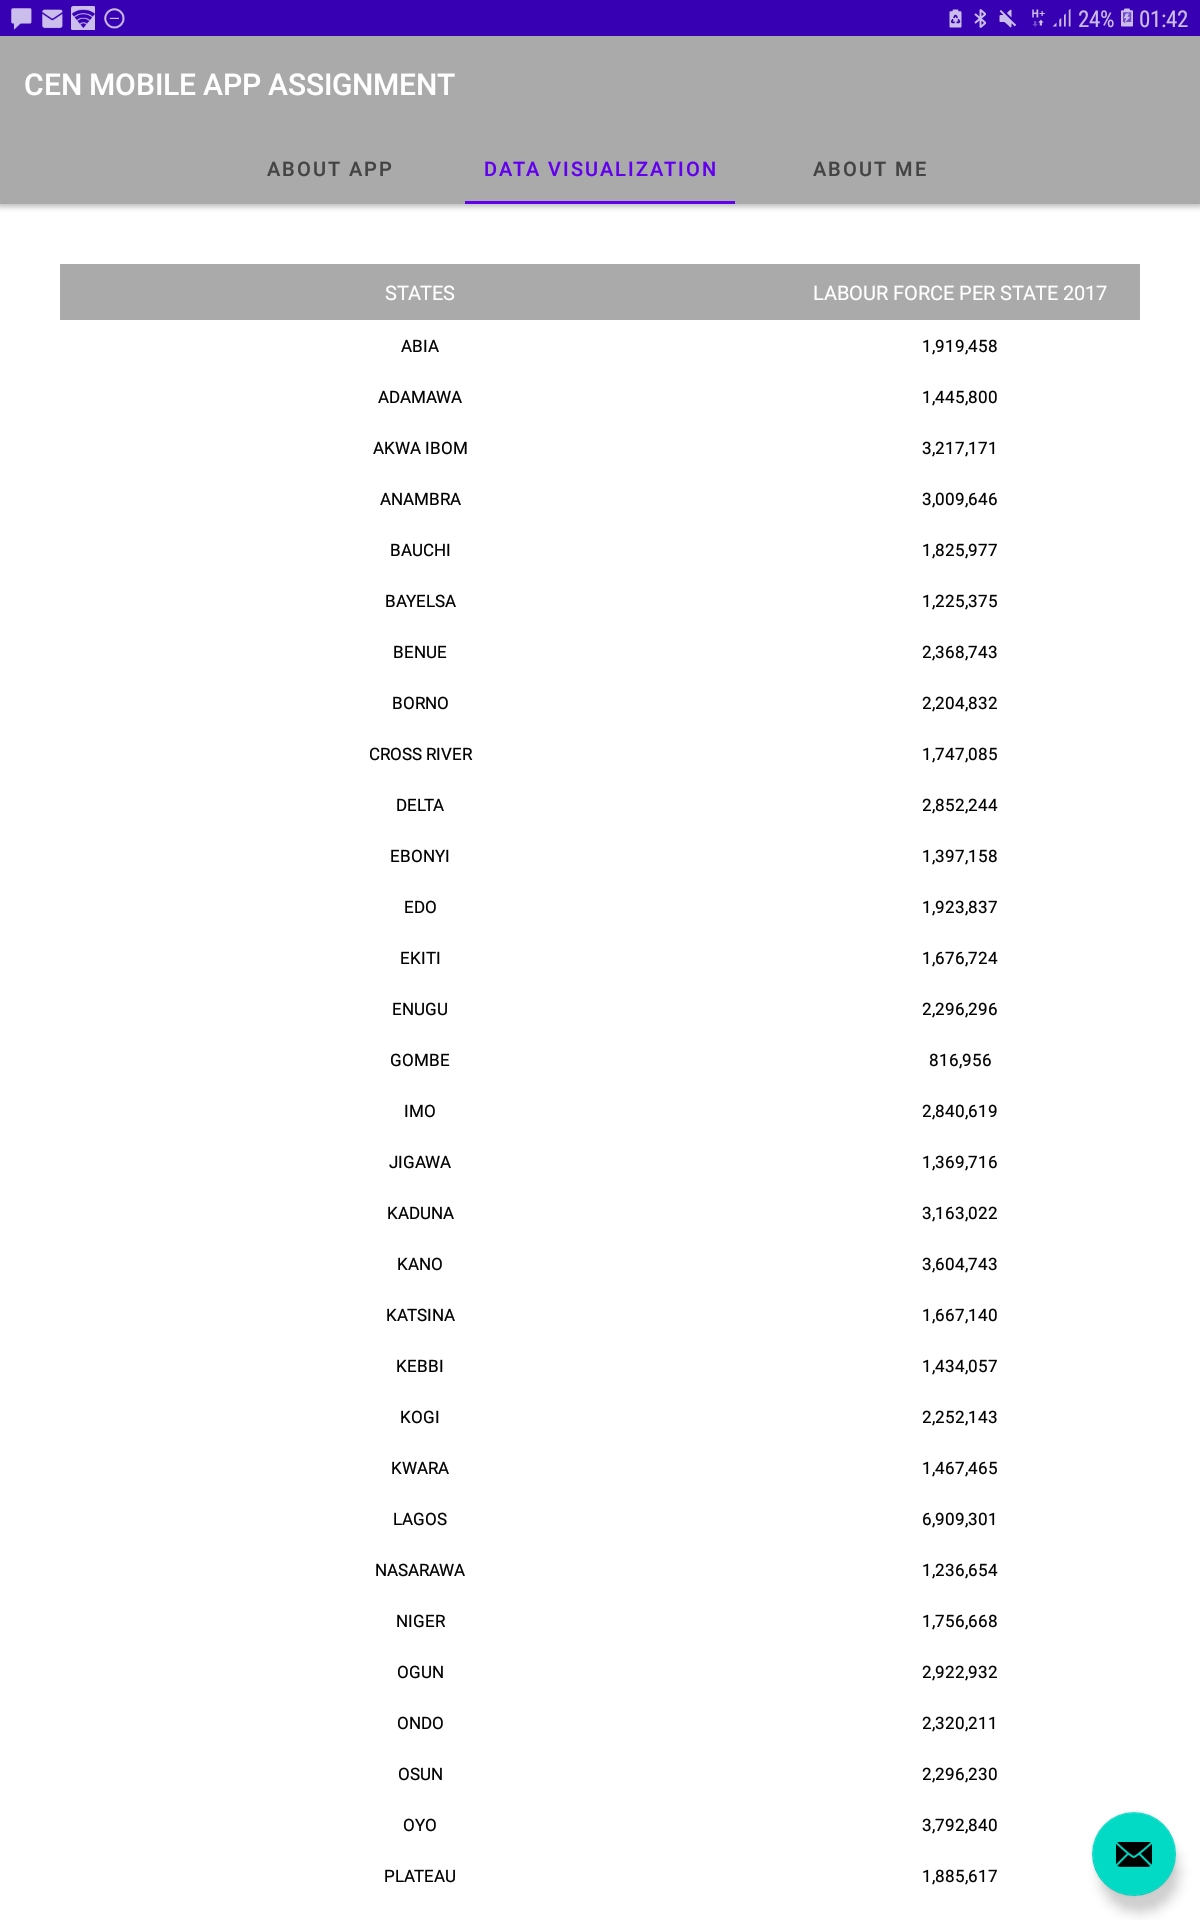 H+ 24% 01:42
CEN MOBILE APP ASSIGNMENT
ABOUT APP DATA VISUALIZATION ABOUT ME
STATES LABOUR FORCE PER STATE 2017
ABIA 1,919,458
ADAMAWA 1,445,800
AKWA IBOM 3,217,171
ANAMBRA 3,009,646
BAUCHI 1,825,977
BAYELSA 1,225,375
BENUE 2,368,743
BORNO 2,204,832
CROSS RIVER 1,747,085
DELTA 2,852,244
EBONYI 1,397,158
EDO 1,923,837
EKITI 1,676,724
ENUGU 2,296,296
GOMBE 816,956
IMO 2,840,619
JIGAWA 1,369,716
KADUNA 3,163,022
KANO 3,604,743
KATSINA 1,667,140
KEBBI 1,434,057
KOGI 2,252,143
KWARA 1,467,465
LAGOS 6,909,301
NASARAWA 1,236,654
NIGER 1,756,668
OGUN 2,922,932
ONDO 2,320,211
OSUN 2,296,230
OYO 3,792,840
PLATEAU 1,885,617